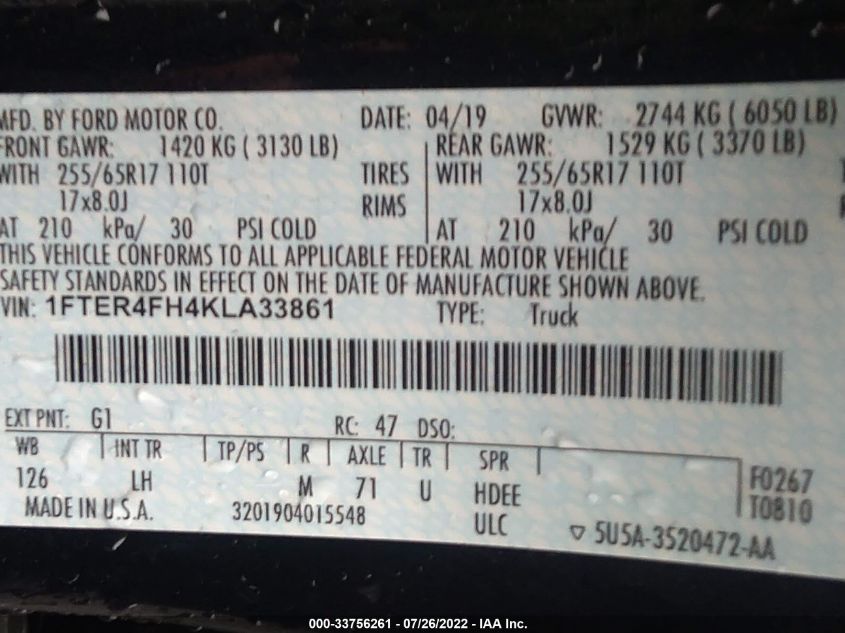 MFD. BY FORD MOTOR CO. DATE: 04/19 GVWR: 2744 KG ( 6050 LB)
FRONT GAWR: 1420 KG ( 3130 LB) REAR GAWR: 1529 KG ( 3370 LB)
WITH 255/65R17 110T TIRES WITH 255/65R17 110T
17x8.0J RIMS 17x8.0J
AT 210 kPa/ 30 PSI COLD AT 210 kPa/ 30 PSI COLD
THIS VEHICLE CONFORMS TO ALL APPLICABLE FEDERAL MOTOR VEHICLE
SAFETY STANDARDS IN EFFECT ON THE DATE OF MANUFACTURE SHOWN ABOVE.
VIN: 1FTER4FH4KLA33861 TYPE: Truck
EXT PNT: G1 RC: 47 DSO:
WB INT TR TP/PS R AXLE TR SPR
126 LH M 71 U HDEE F0267
MADE IN U.S.A. 3201904015548 ULC T0810
▽ 5U5A-3520472-AA
000-33756261 - 07/26/2022 - IAA Inc.